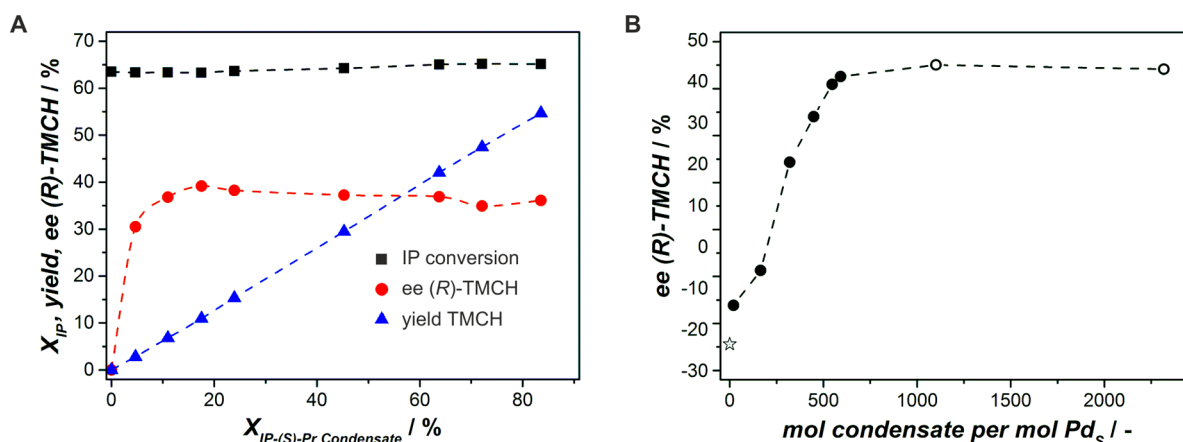 A
70
60
50
40
30
20
10
0
X_IP, yield, ee (R)-TMCH / %
IP conversion
ee (R)-TMCH
yield TMCH
0 20 40 60 80
X_IP-(S)-Pr Condensate / %
B
50
40
30
20
10
0
-10
-20
-30
ee (R)-TMCH / %
0 500 1000 1500 2000
mol condensate per mol Pd_S / -